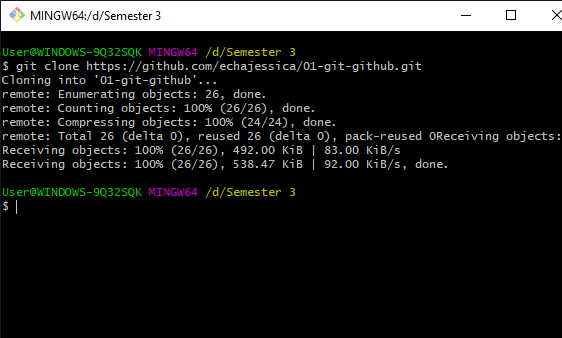 MINGW64:/d/Semester 3
User@WINDOWS-9Q32SQK MINGW64 /d/Semester 3
$ git clone https://github.com/echajessica/01-git-github.git
Cloning into '01-git-github'...
remote: Enumerating objects: 26, done.
remote: Counting objects: 100% (26/26), done.
remote: Compressing objects: 100% (24/24), done.
remote: Total 26 (delta 0), reused 26 (delta 0), pack-reused 0Receiving objects:
Receiving objects: 100% (26/26), 492.00 KiB | 83.00 KiB/s
Receiving objects: 100% (26/26), 538.47 KiB | 92.00 KiB/s, done.
User@WINDOWS-9Q32SQK MINGW64 /d/Semester 3
$